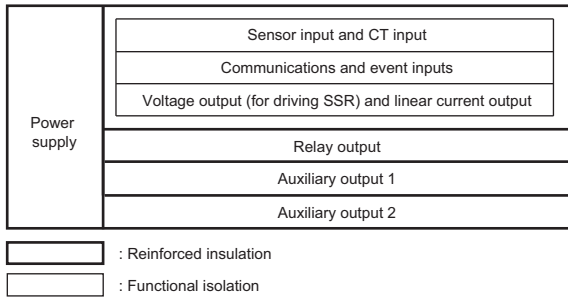 Sensor input and CT input
Communications and event inputs
Voltage output (for driving SSR) and linear current output
Power
supply
Relay output
Auxiliary output 1
Auxiliary output 2
: Reinforced insulation
: Functional isolation